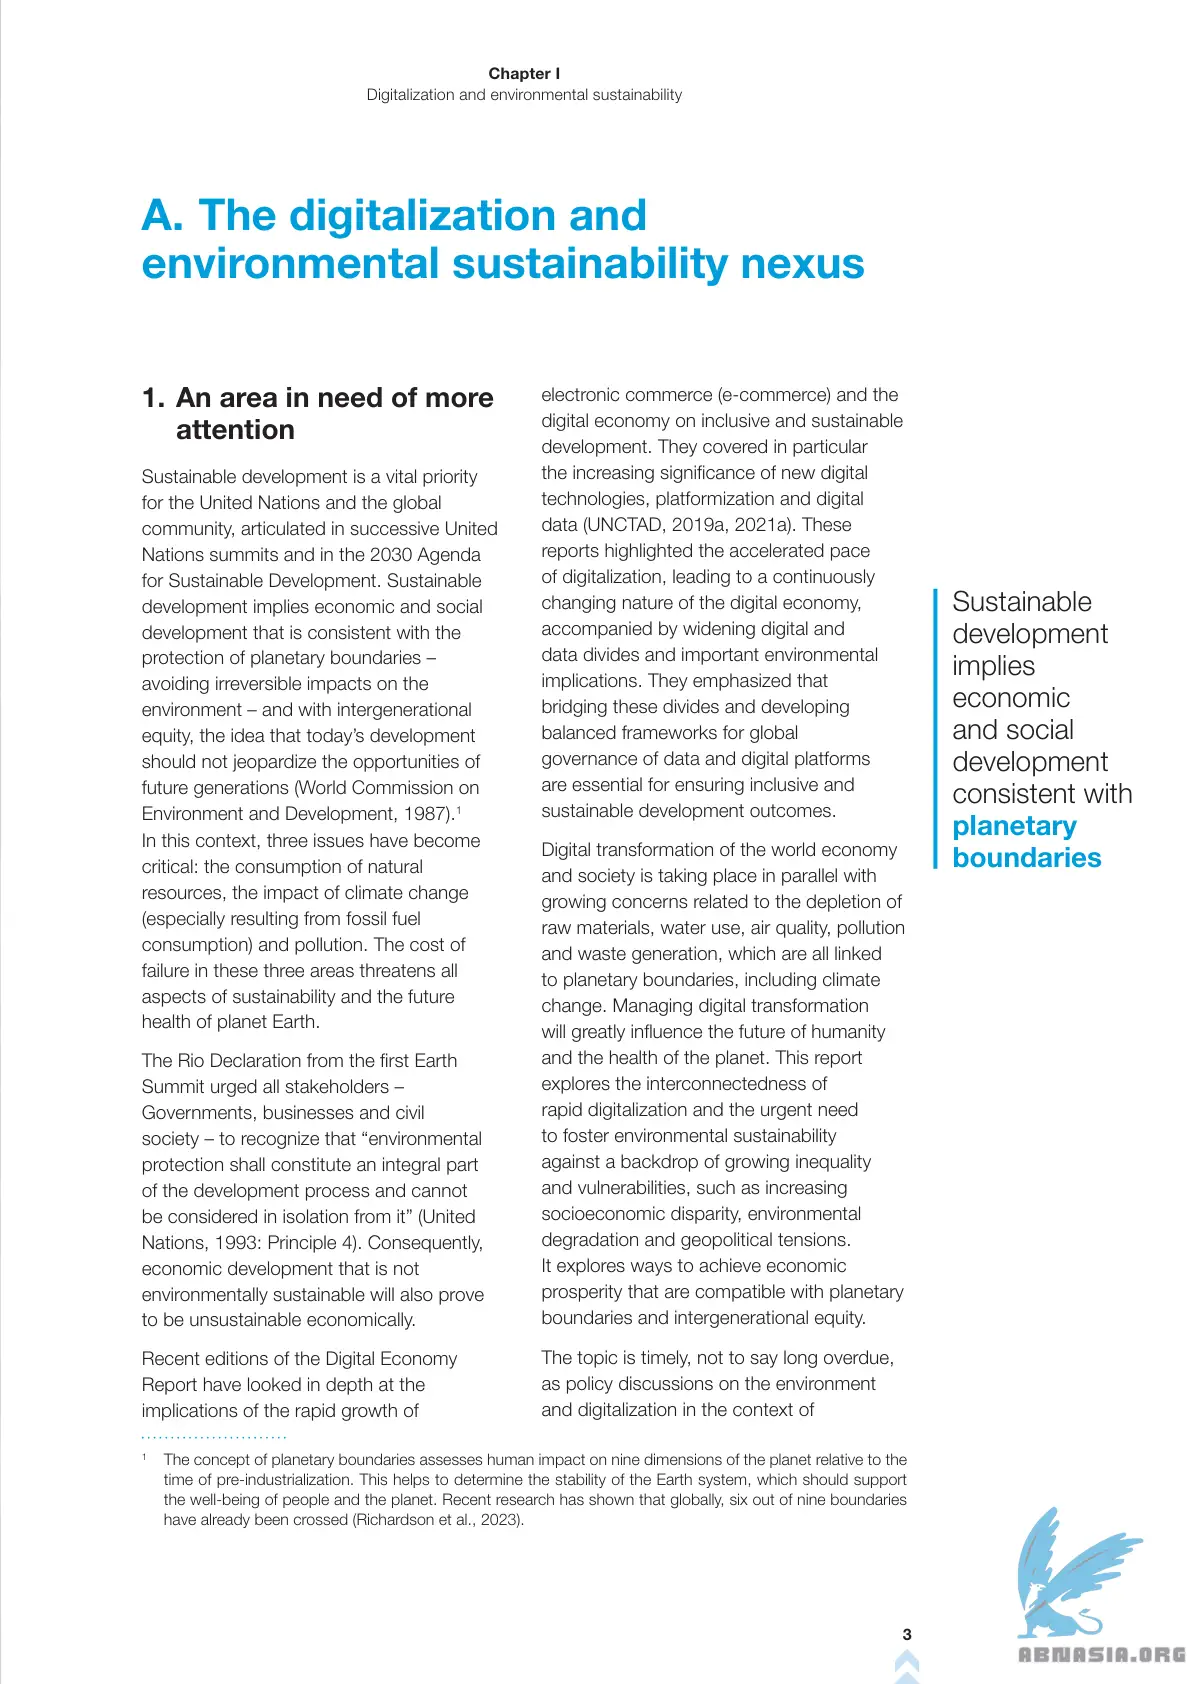 Chapter I
Digitalization and environmental sustainability
A. The digitalization and
environmental sustainability nexus
1. An area in need of more
attention
Sustainable development is a vital priority
for the United Nations and the global
community, articulated in successive United
Nations summits and in the 2030 Agenda
for Sustainable Development. Sustainable
development implies economic and social
development that is consistent with the
protection of planetary boundaries –
avoiding irreversible impacts on the
environment – and with intergenerational
equity, the idea that today’s development
should not jeopardize the opportunities of
future generations (World Commission on
Environment and Development, 1987).¹
In this context, three issues have become
critical: the consumption of natural
resources, the impact of climate change
(especially resulting from fossil fuel
consumption) and pollution. The cost of
failure in these three areas threatens all
aspects of sustainability and the future
health of planet Earth.
The Rio Declaration from the first Earth
Summit urged all stakeholders –
Governments, businesses and civil
society – to recognize that “environmental
protection shall constitute an integral part
of the development process and cannot
be considered in isolation from it” (United
Nations, 1993: Principle 4). Consequently,
economic development that is not
environmentally sustainable will also prove
to be unsustainable economically.
Recent editions of the Digital Economy
Report have looked in depth at the
implications of the rapid growth of
electronic commerce (e-commerce) and the
digital economy on inclusive and sustainable
development. They covered in particular
the increasing significance of new digital
technologies, platformization and digital
data (UNCTAD, 2019a, 2021a). These
reports highlighted the accelerated pace
of digitalization, leading to a continuously
changing nature of the digital economy,
accompanied by widening digital and
data divides and important environmental
implications. They emphasized that
bridging these divides and developing
balanced frameworks for global
governance of data and digital platforms
are essential for ensuring inclusive and
sustainable development outcomes.
Digital transformation of the world economy
and society is taking place in parallel with
growing concerns related to the depletion of
raw materials, water use, air quality, pollution
and waste generation, which are all linked
to planetary boundaries, including climate
change. Managing digital transformation
will greatly influence the future of humanity
and the health of the planet. This report
explores the interconnectedness of
rapid digitalization and the urgent need
to foster environmental sustainability
against a backdrop of growing inequality
and vulnerabilities, such as increasing
socioeconomic disparity, environmental
degradation and geopolitical tensions.
It explores ways to achieve economic
prosperity that are compatible with planetary
boundaries and intergenerational equity.
The topic is timely, not to say long overdue,
as policy discussions on the environment
and digitalization in the context of
Sustainable
development
implies
economic
and social
development
consistent with
planetary
boundaries
1 The concept of planetary boundaries assesses human impact on nine dimensions of the planet relative to the
time of pre-industrialization. This helps to determine the stability of the Earth system, which should support
the well-being of people and the planet. Recent research has shown that globally, six out of nine boundaries
have already been crossed (Richardson et al., 2023).
3
ABNASIA.ORG